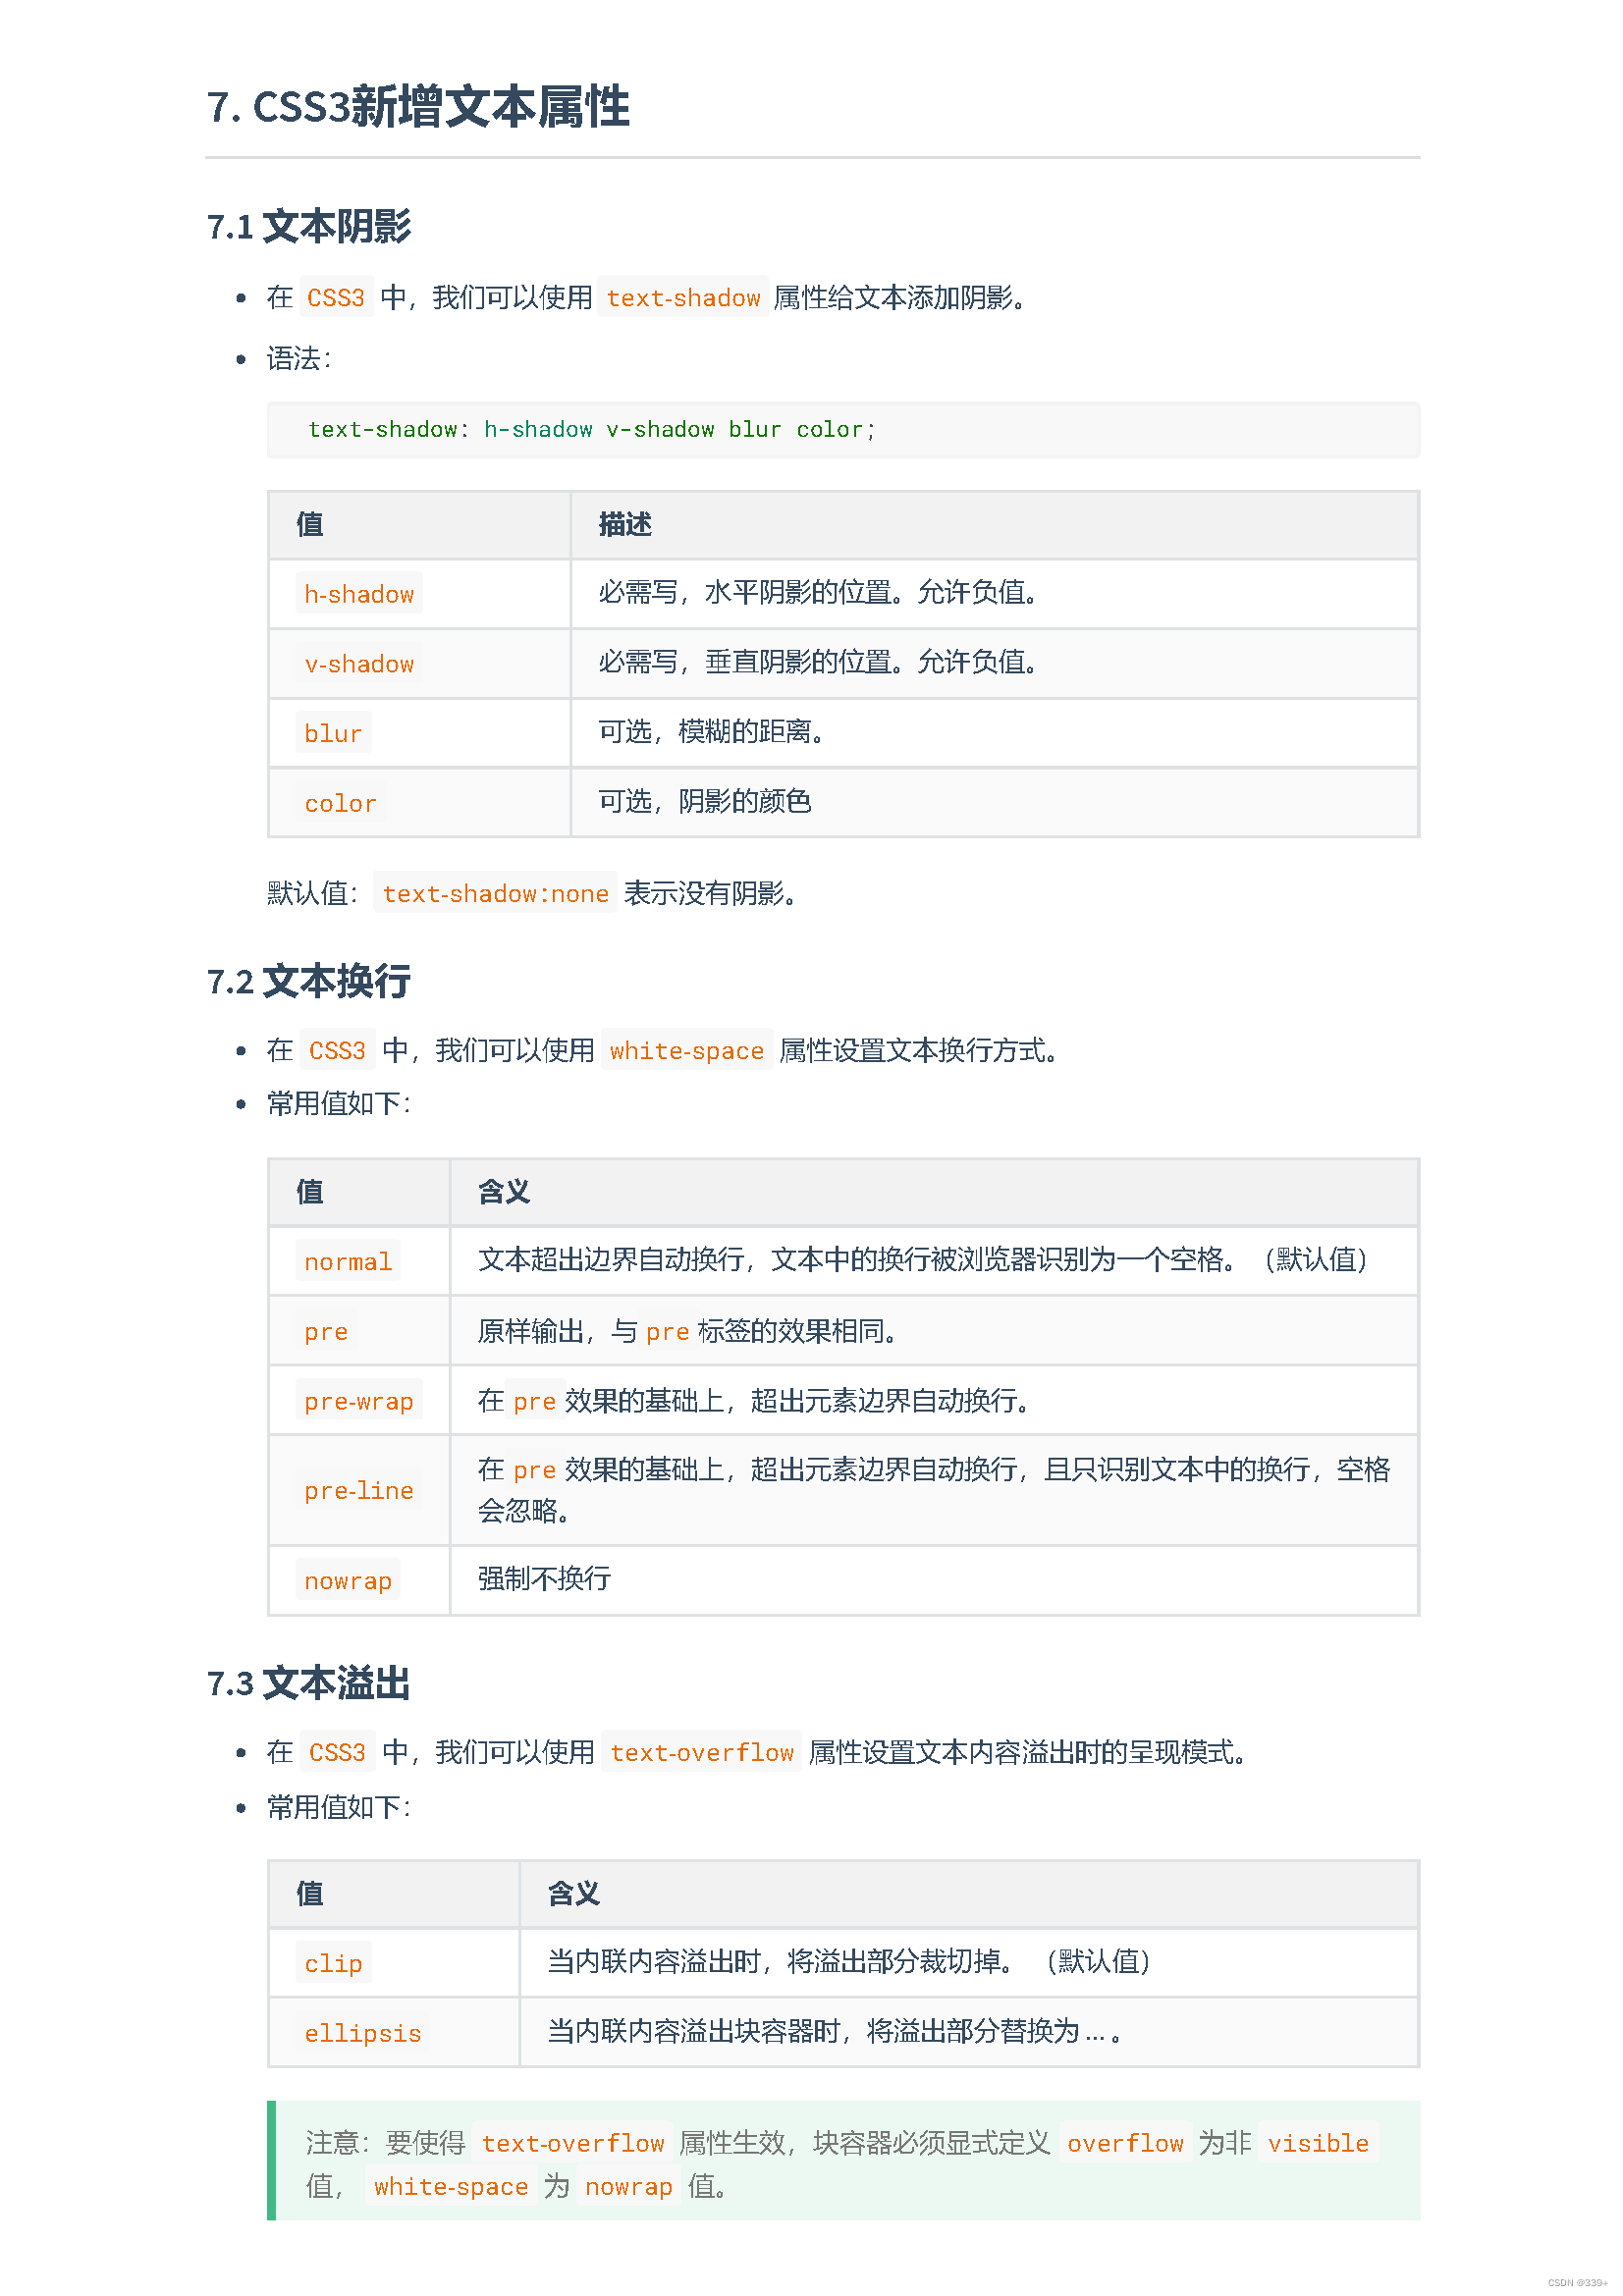 7. CSS3新增文本属性
7.1 文本阴影
在 CSS3 中，我们可以使用 text-shadow 属性给文本添加阴影。
语法：
text-shadow: h-shadow v-shadow blur color;
值 描述
h-shadow 必需写，水平阴影的位置。允许负值。
v-shadow 必需写，垂直阴影的位置。允许负值。
blur 可选，模糊的距离。
color 可选，阴影的颜色
默认值： text-shadow:none 表示没有阴影。
7.2 文本换行
在 CSS3 中，我们可以使用 white-space 属性设置文本换行方式。
常用值如下：
值 含义
normal 文本超出边界自动换行，文本中的换行被浏览器识别为一个空格。（默认值）
pre 原样输出，与 pre 标签的效果相同。
pre-wrap 在 pre 效果的基础上，超出元素边界自动换行。
pre-line 在 pre 效果的基础上，超出元素边界自动换行，且只识别文本中的换行，空格
会忽略。
nowrap 强制不换行
7.3 文本溢出
在 CSS3 中，我们可以使用 text-overflow 属性设置文本内容溢出时的呈现模式。
常用值如下：
值 含义
clip 当内联内容溢出时，将溢出部分裁切掉。 （默认值）
ellipsis 当内联内容溢出块容器时，将溢出部分替换为 ... 。
注意：要使得 text-overflow 属性生效，块容器必须显式定义 overflow 为非 visible
值， white-space 为 nowrap 值。
CSDN @339+